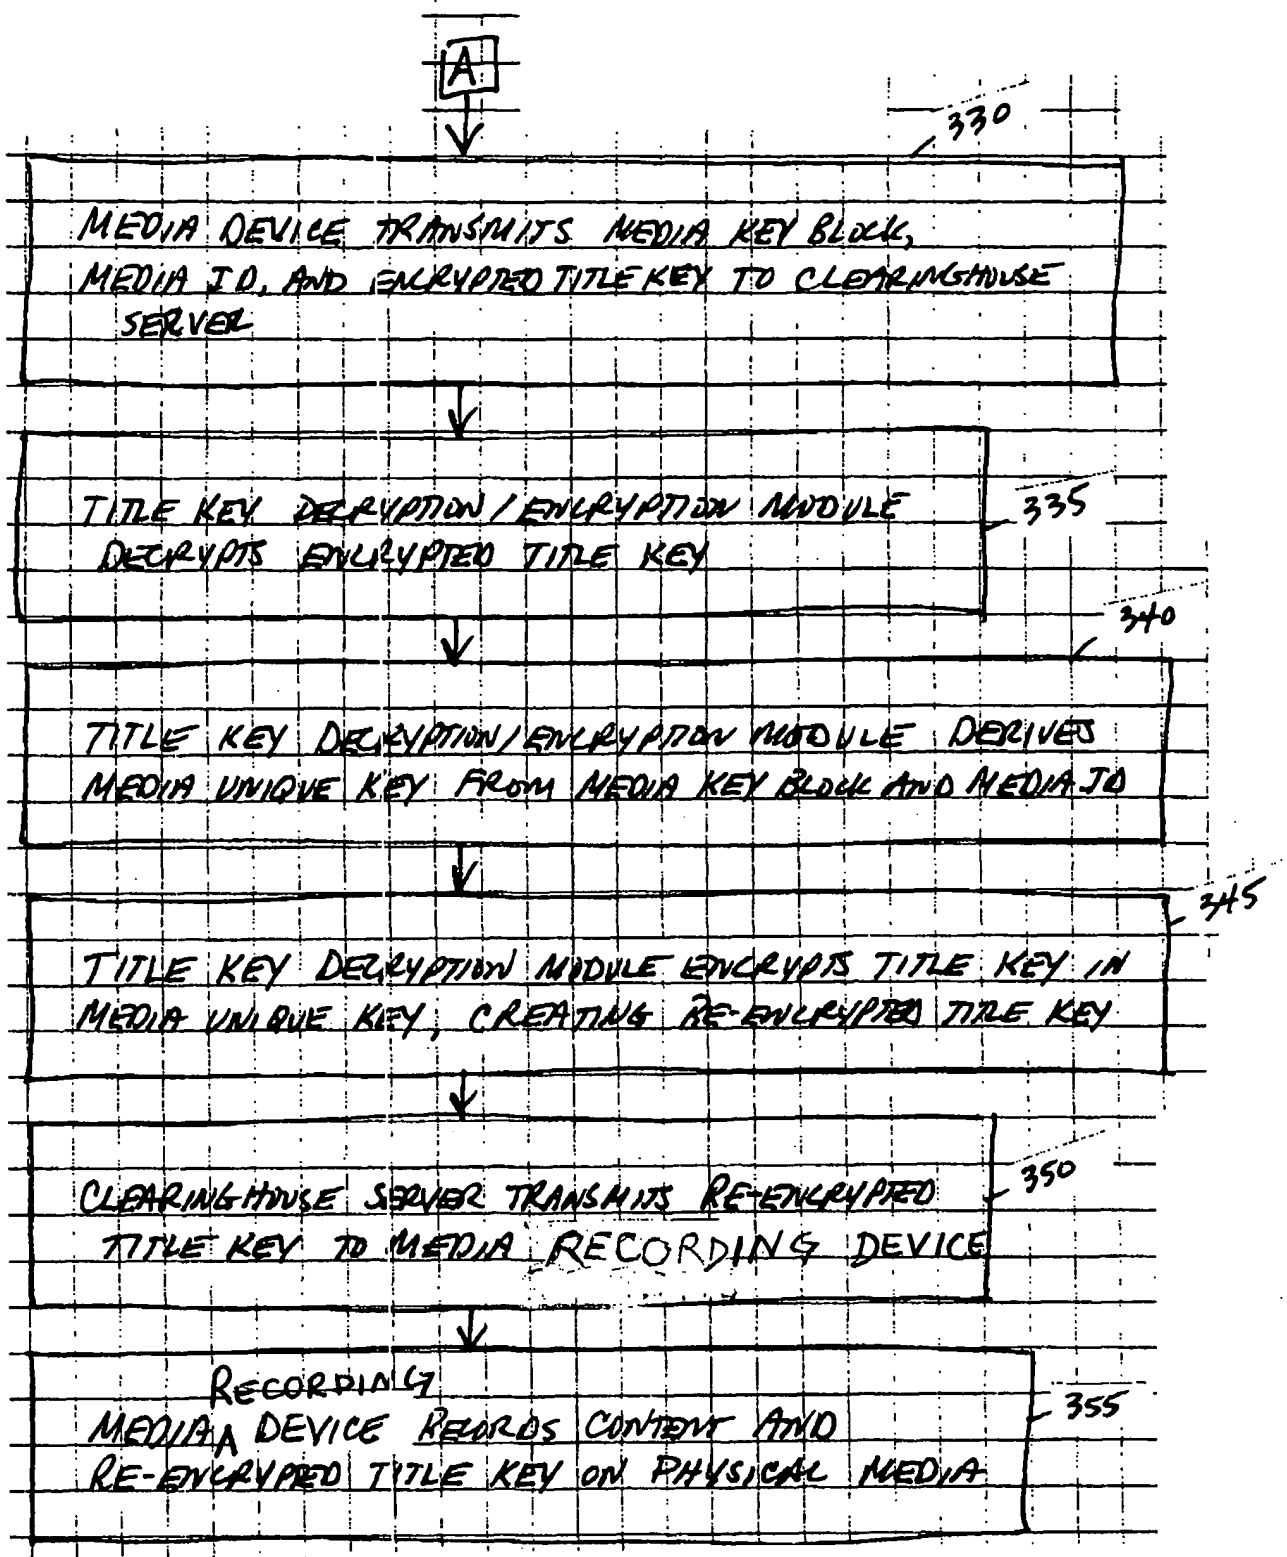 A
330
MEDIA DEVICE TRANSMITS MEDIA KEY BLOCK,
MEDIA ID, AND ENCRYPTED TITLE KEY TO CLEARINGHOUSE
SERVER
TITLE KEY DECRYPTION/ENCRYPTION MODULE
335
DECRYPTS ENCRYPTED TITLE KEY
340
TITLE KEY DECRYPTION/ENCRYPTION MODULE DERIVES
MEDIA UNIQUE KEY FROM MEDIA KEY BLOCK AND MEDIA ID
345
TITLE KEY DECRYPTION MODULE ENCRYPTS TITLE KEY IN
MEDIA UNIQUE KEY, CREATING RE-ENCRYPTED TITLE KEY
350
CLEARINGHOUSE SERVER TRANSMITS RE-ENCRYPTED
TITLE KEY TO MEDIA RECORDING DEVICE
RECORDING
355
MEDIA DEVICE RECORDS CONTENT AND
RE-ENCRYPTED TITLE KEY ON PHYSICAL MEDIA